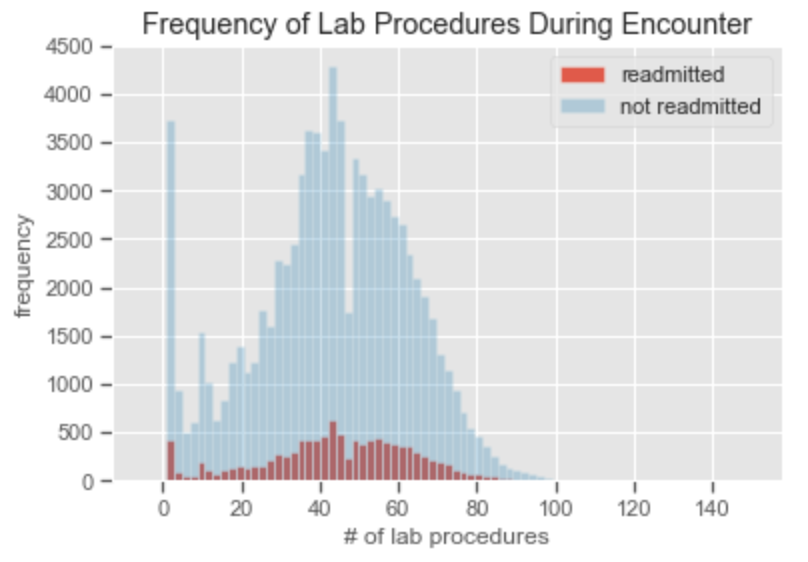 Frequency of Lab Procedures During Encounter
readmitted
not readmitted
4500
4000
3500
3000
2500
2000
1500
1000
500
0
frequency
0 20 40 60 80 100 120 140
# of lab procedures